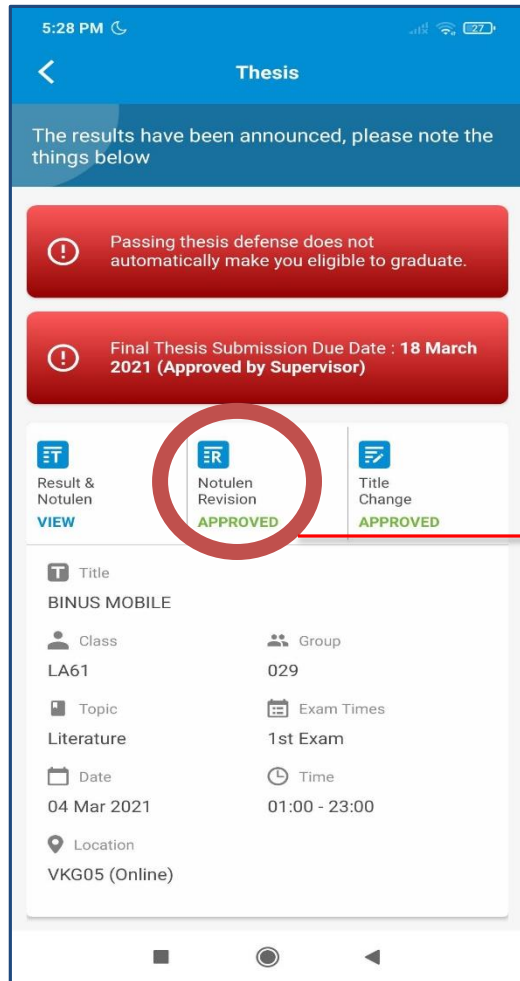 5:28 PM
27
Thesis
The results have been announced, please note the
things below
Passing thesis defense does not
automatically make you eligible to graduate.
Final Thesis Submission Due Date : 18 March
2021 (Approved by Supervisor)
T
Result &
Notulen
VIEW
R
Notulen
Revision
APPROVED
Title
Change
APPROVED
T Title
BINUS MOBILE
Class
LA61
Group
029
Topic
Literature
Exam Times
1st Exam
Date
04 Mar 2021
Time
01:00 - 23:00
Location
VKG05 (Online)